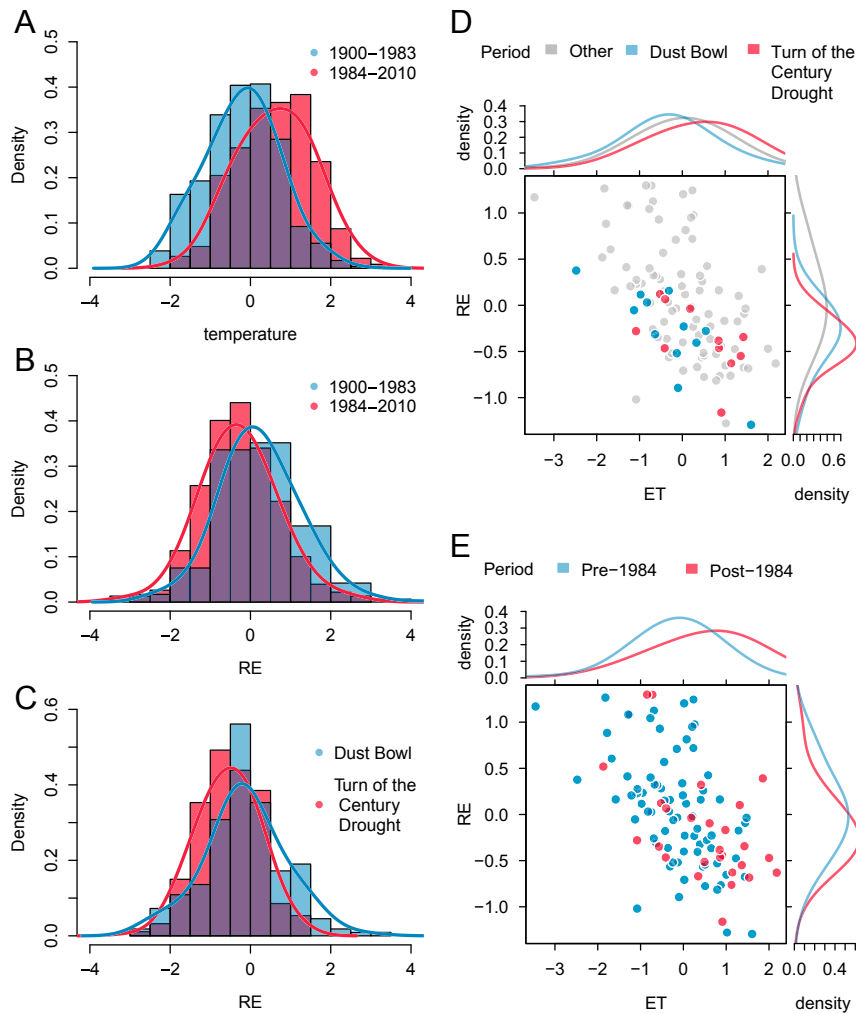 A
0.5
0.4
0.3
0.2
0.1
0.0
Density
1900−1983
1984−2010
−4 −2 0 2 4
temperature
B
0.5
0.4
0.3
0.2
0.1
0.0
Density
1900−1983
1984−2010
−4 −2 0 2 4
RE
C
0.6
0.4
0.2
0.0
Density
Dust Bowl
Turn of the
Century
Drought
−4 −2 0 2 4
RE
D
Period Other Dust Bowl Turn of the
Century
Drought
density
0.4
0.3
0.2
0.1
0.0
RE
1.0
0.5
0.0
−0.5
−1.0
−3 −2 −1 0 1 2
ET
0.0 0.6
density
E
Period Pre−1984 Post−1984
density
0.4
0.3
0.2
0.1
0.0
RE
1.0
0.5
0.0
−0.5
−1.0
−3 −2 −1 0 1 2
ET
0.0 0.4
density